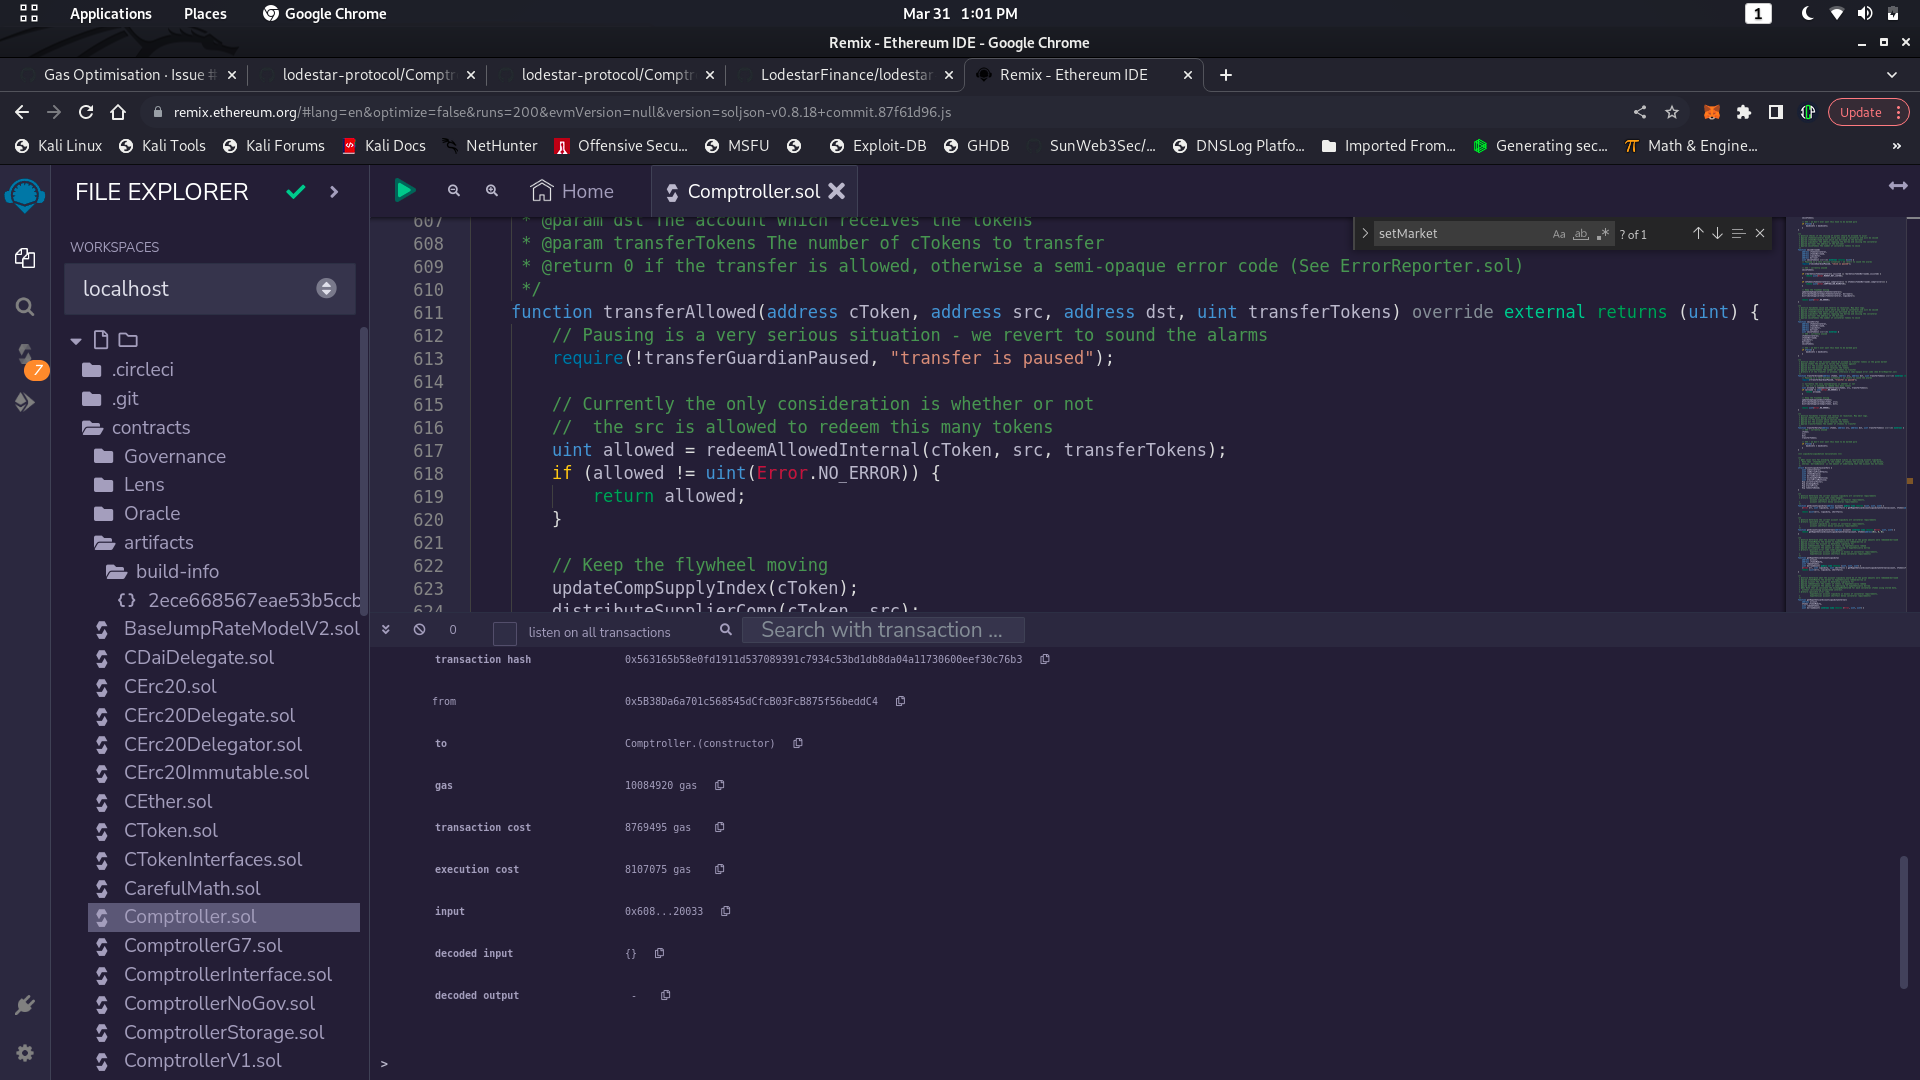 Applications Places Google Chrome Mar 31 1:01 PM 1
Remix - Ethereum IDE - Google Chrome
Gas Optimisation · Issue # lodestar-protocol/Comptr lodestar-protocol/Comptr LodestarFinance/lodestar Remix - Ethereum IDE
remix.ethereum.org/#lang=en&optimize=false&runs=200&evmVersion=null&version=soljson-v0.8.18+commit.87f61d96.js Update
Kali Linux Kali Tools Kali Forums Kali Docs NetHunter Offensive Secu... MSFU Exploit-DB GHDB SunWeb3Sec/... DNSLog Platfo... Imported From... Generating sec... Math & Engine... »
FILE EXPLORER
WORKSPACES
localhost
7
.circleci
.git
contracts
Governance
Lens
Oracle
artifacts
build-info
{} 2ece668567eae53b5ccb
BaseJumpRateModelV2.sol
CDaiDelegate.sol
CErc20.sol
CErc20Delegate.sol
CErc20Delegator.sol
CErc20Immutable.sol
CEther.sol
CToken.sol
CTokenInterfaces.sol
CarefulMath.sol
Comptroller.sol
ComptrollerG7.sol
ComptrollerInterface.sol
ComptrollerNoGov.sol
ComptrollerStorage.sol
ComptrollerV1.sol
Home Comptroller.sol
setMarket Aa ab .* ? of 1
607 * @param dst The account which receives the tokens
608 * @param transferTokens The number of cTokens to transfer
609 * @return 0 if the transfer is allowed, otherwise a semi-opaque error code (See ErrorReporter.sol)
610 */
611 function transferAllowed(address cToken, address src, address dst, uint transferTokens) override external returns (uint) {
612 // Pausing is a very serious situation - we revert to sound the alarms
613 require(!transferGuardianPaused, "transfer is paused");
614
615 // Currently the only consideration is whether or not
616 //  the src is allowed to redeem this many tokens
617 uint allowed = redeemAllowedInternal(cToken, src, transferTokens);
618 if (allowed != uint(Error.NO_ERROR)) {
619 return allowed;
620 }
621
622 // Keep the flywheel moving
623 updateCompSupplyIndex(cToken);
624 distributeSupplierComp(cToken, src);
0 listen on all transactions Search with transaction ...
transaction hash 0x563165b58e0fd1911d537089391c7934c53bd1db8da04a11730600eef30c76b3
from 0x5B38Da6a701c568545dCfcB03FcB875f56beddC4
to Comptroller.(constructor)
gas 10084920 gas
transaction cost 8769495 gas
execution cost 8107075 gas
input 0x608...20033
decoded input {}
decoded output -
>